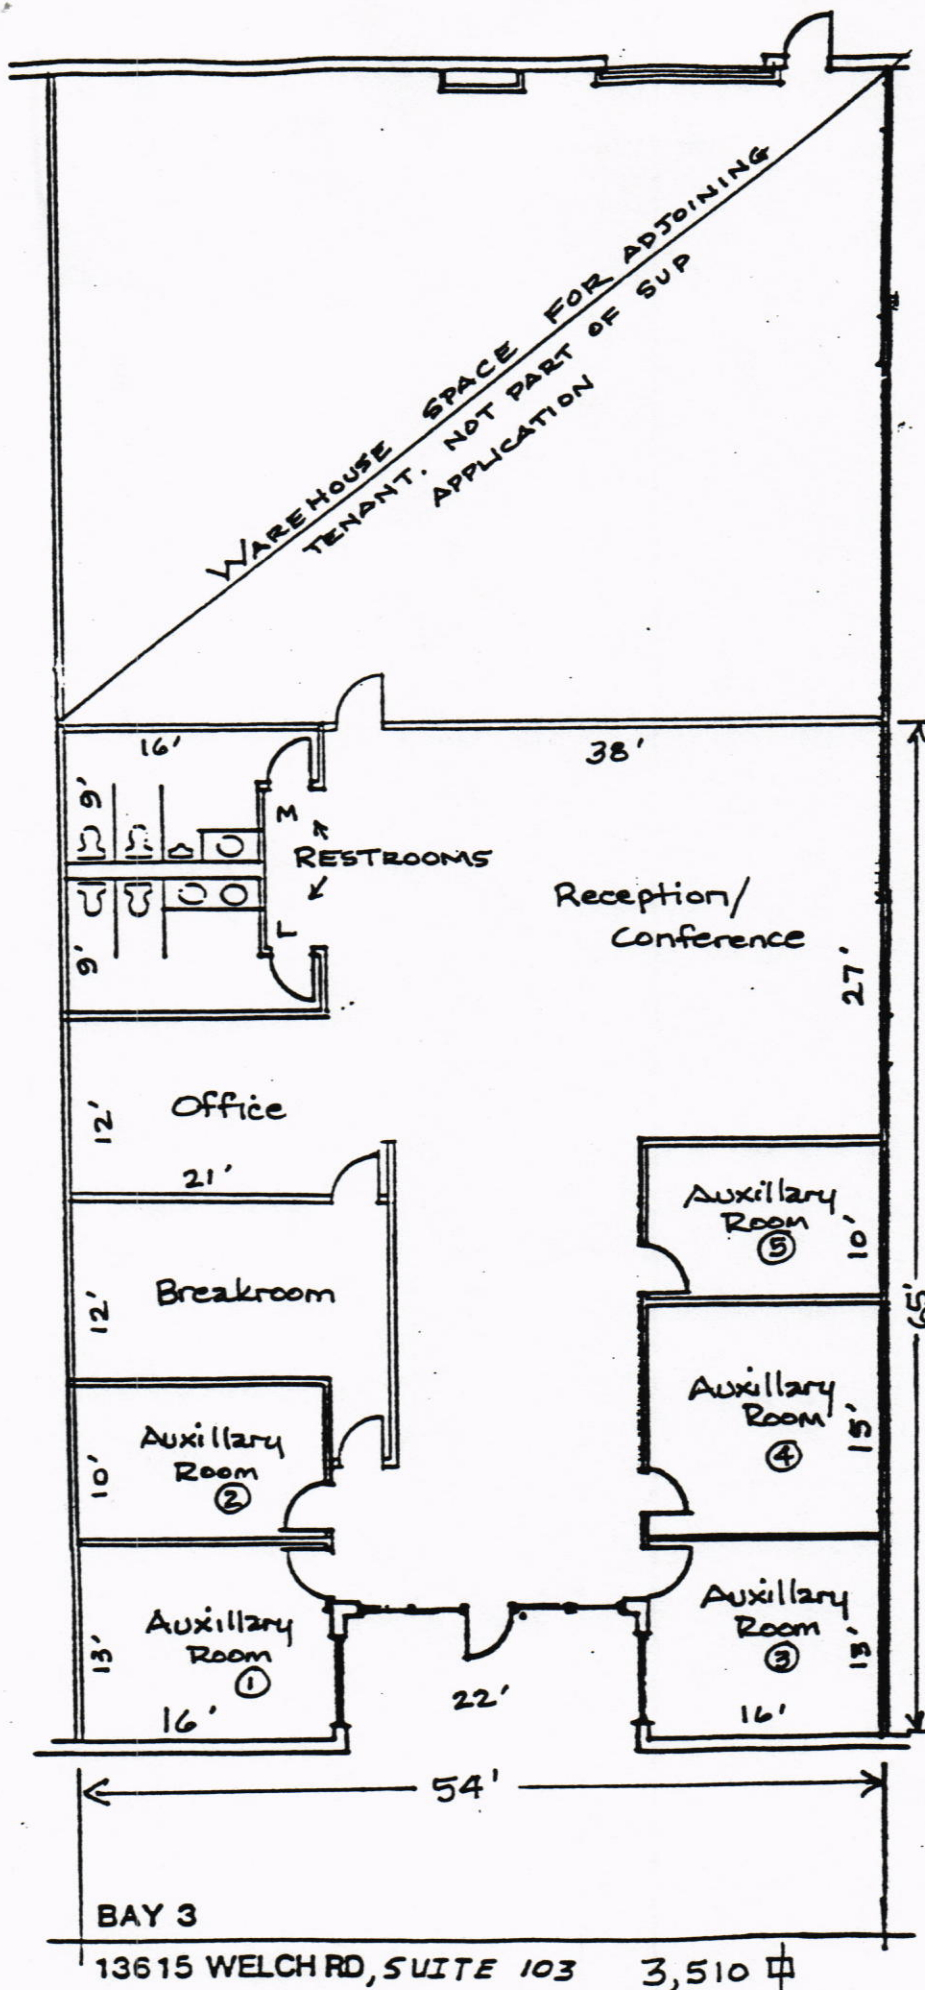 WAREHOUSE SPACE FOR ADJOINING
TENANT. NOT PART OF SUP
APPLICATION
16'
38'
9'
M
RESTROOMS
Reception/
Conference
9'
27'
Office
12'
21'
Auxillary
Room
5
10'
Breakroom
12'
65'
Auxillary
Room
4
15'
Auxillary
Room
2
10'
Auxillary
Room
1
13'
16'
22'
Auxillary
Room
3
13'
16'
54'
BAY 3
13615 WELCH RD, SUITE 103 3,510